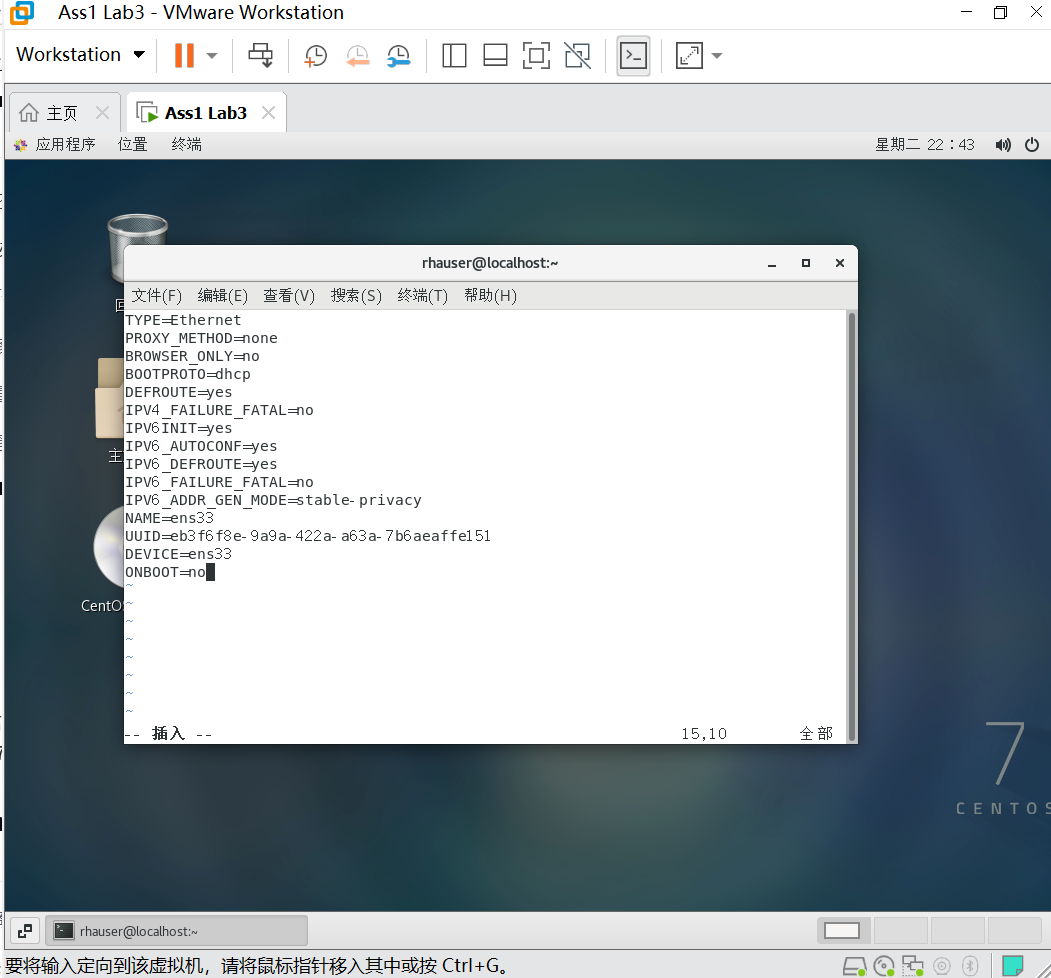 Ass1 Lab3 - VMware Workstation
Workstation
主页 Ass1 Lab3
应用程序 位置 终端 星期二 22:43
rhauser@localhost:~
文件(F) 编辑(E) 查看(V) 搜索(S) 终端(T) 帮助(H)
TYPE=Ethernet
PROXY_METHOD=none
BROWSER_ONLY=no
BOOTPROTO=dhcp
DEFROUTE=yes
IPV4_FAILURE_FATAL=no
IPV6INIT=yes
IPV6_AUTOCONF=yes
IPV6_DEFROUTE=yes
IPV6_FAILURE_FATAL=no
IPV6_ADDR_GEN_MODE=stable-privacy
NAME=ens33
UUID=eb3f6f8e-9a9a-422a-a63a-7b6aeaffe151
DEVICE=ens33
ONBOOT=no
~
~
~
~
~
~
~
~
-- 插入 -- 15,10 全部
主
CentO
7
CENTOS
rhauser@localhost:~
要将输入定向到该虚拟机，请将鼠标指针移入其中或按 Ctrl+G。